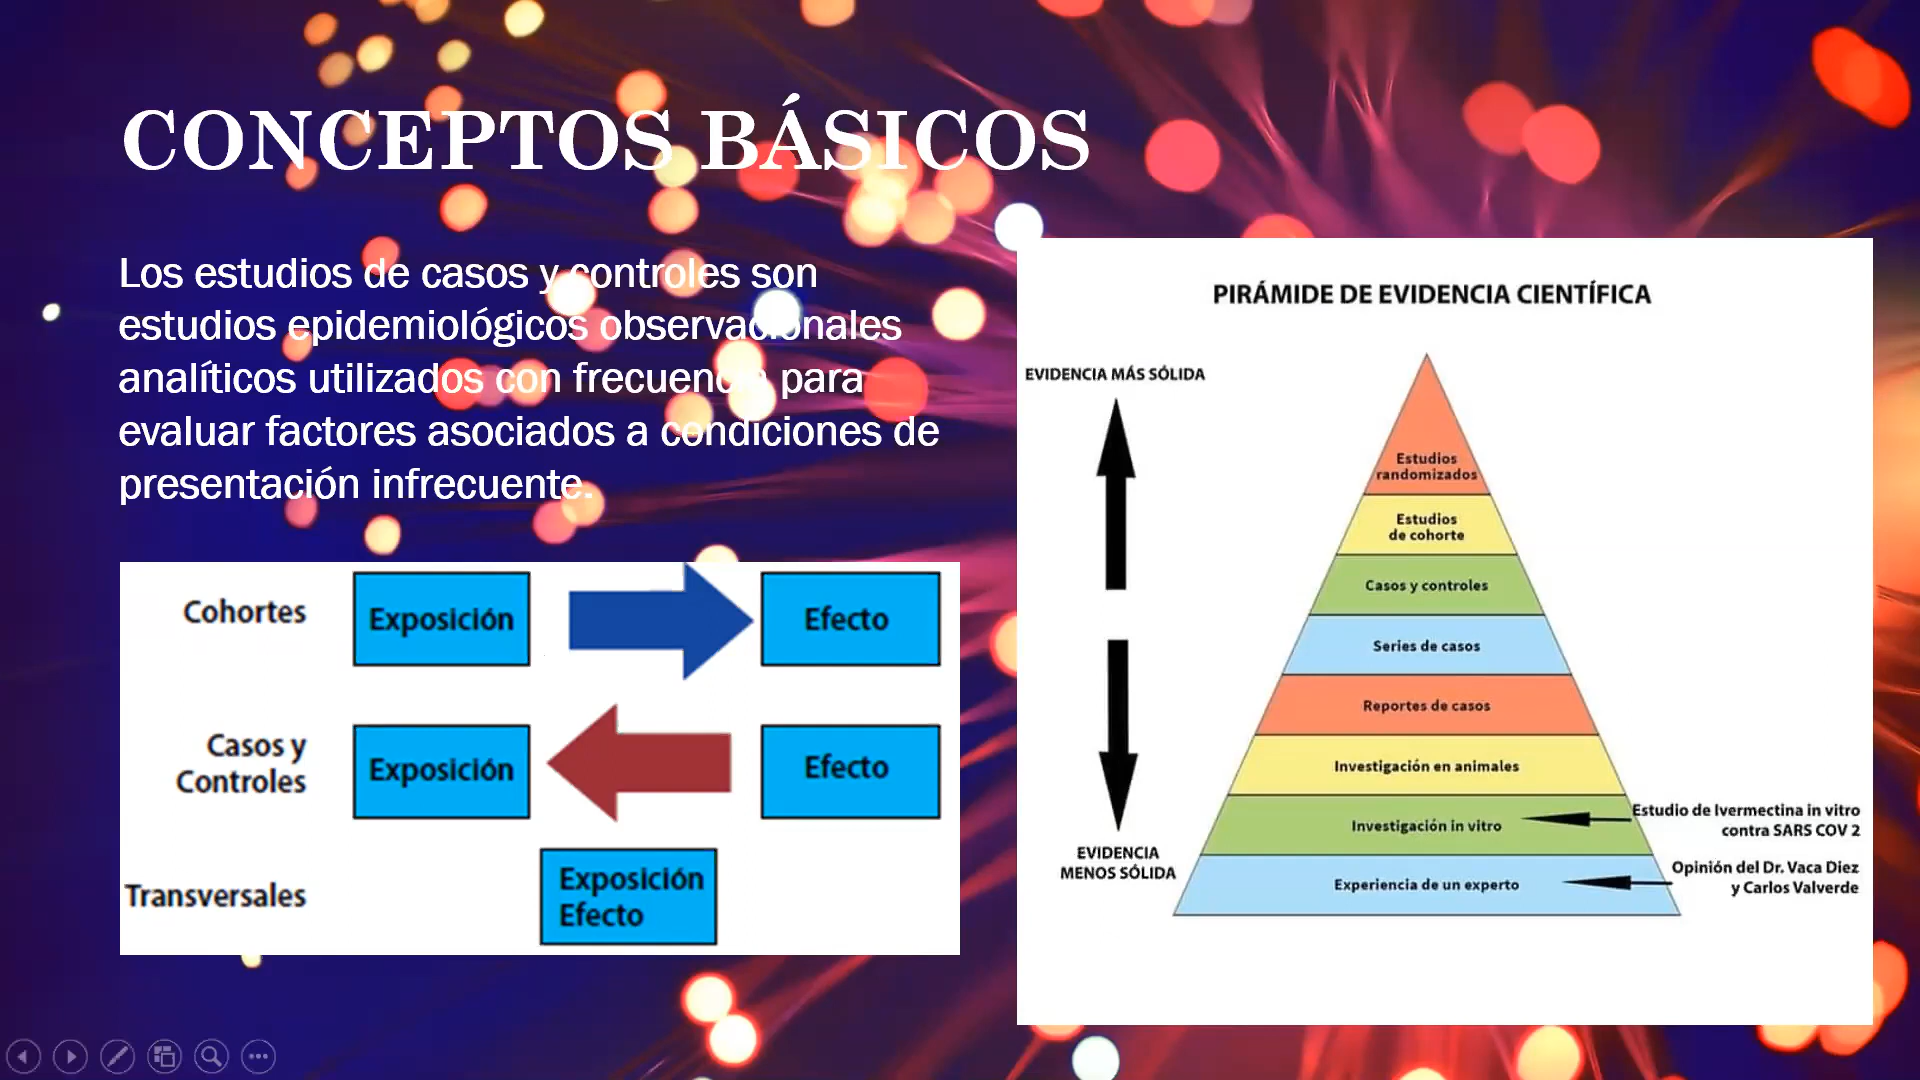 CONCEPTOS BÁSICOS
Los estudios de casos y controles son
estudios epidemiológicos observacionales
analíticos utilizados con frecuencia para
evaluar factores asociados a condiciones de
presentación infrecuente.
Cohortes
Exposición
Efecto
Casos y
Controles
Exposición
Efecto
Transversales
Exposición
Efecto
PIRÁMIDE DE EVIDENCIA CIENTÍFICA
EVIDENCIA MÁS SÓLIDA
EVIDENCIA
MENOS SÓLIDA
Estudios
randomizados
Estudios
de cohorte
Casos y controles
Series de casos
Reportes de casos
Investigación en animales
Investigación in vitro
Experiencia de un experto
Estudio de Ivermectina in vitro
contra SARS COV 2
Opinión del Dr. Vaca Diez
y Carlos Valverde